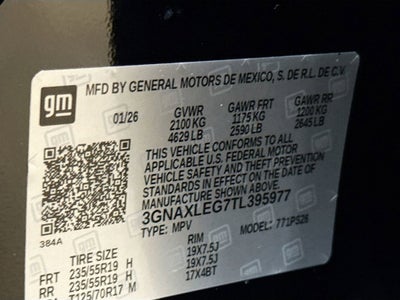 gm MFD BY GENERAL MOTORS DE MEXICO, S. DE R.L. DE C.V.
01/26 GVWR GAWR FRT GAWR RR
2100 KG 1175 KG 1200 KG
4629 LB 2590 LB 2645 LB
THIS VEHICLE CONFORMS TO ALL
APPLICABLE U.S. FEDERAL MOTOR
VEHICLE SAFETY AND THEFT PREVENTION
STANDARDS IN EFFECT ON THE DATE OF
MANUFACTURE SHOWN ABOVE.
3GNAXLEG7TL395977
TYPE: MPV MODEL: 771PS26
384A
TIRE SIZE RIM
FRT 235/55R19 H 19X7.5J
RR 235/55R19 H 19X7.5J
T125/70R17 M 17X4BT